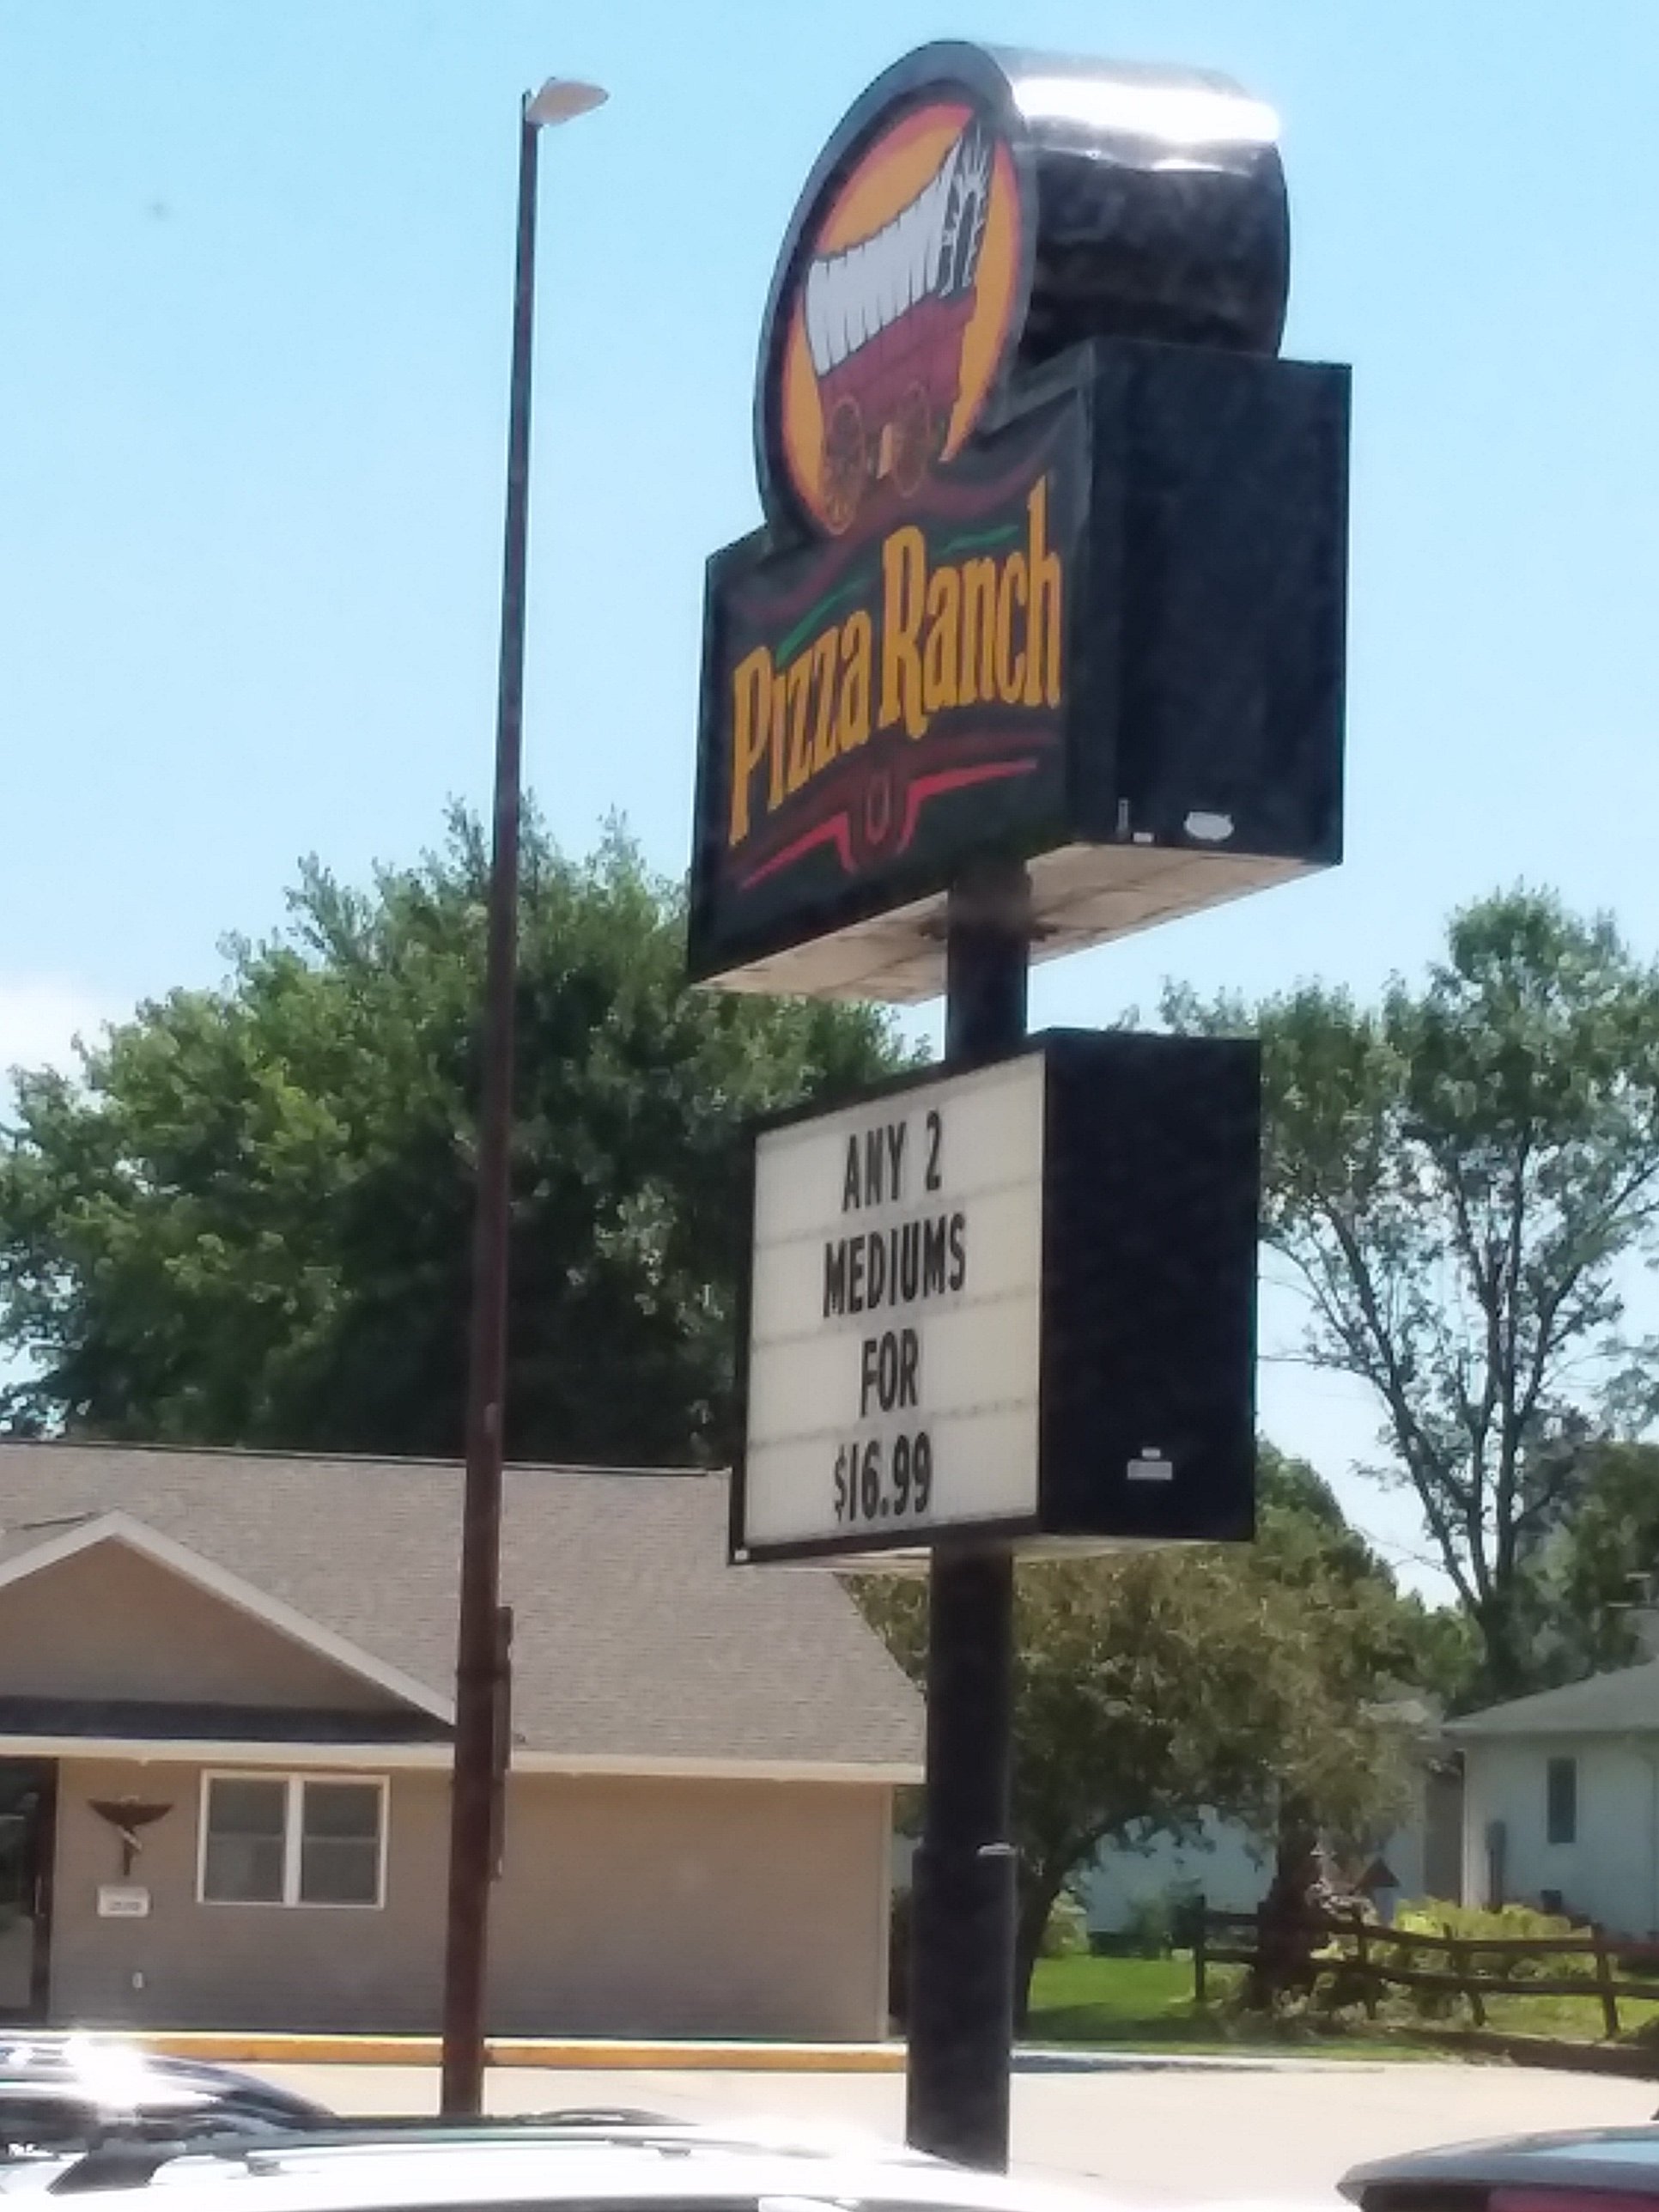 Pizza Ranch
ANY 2
MEDIUMS
FOR
$16.99